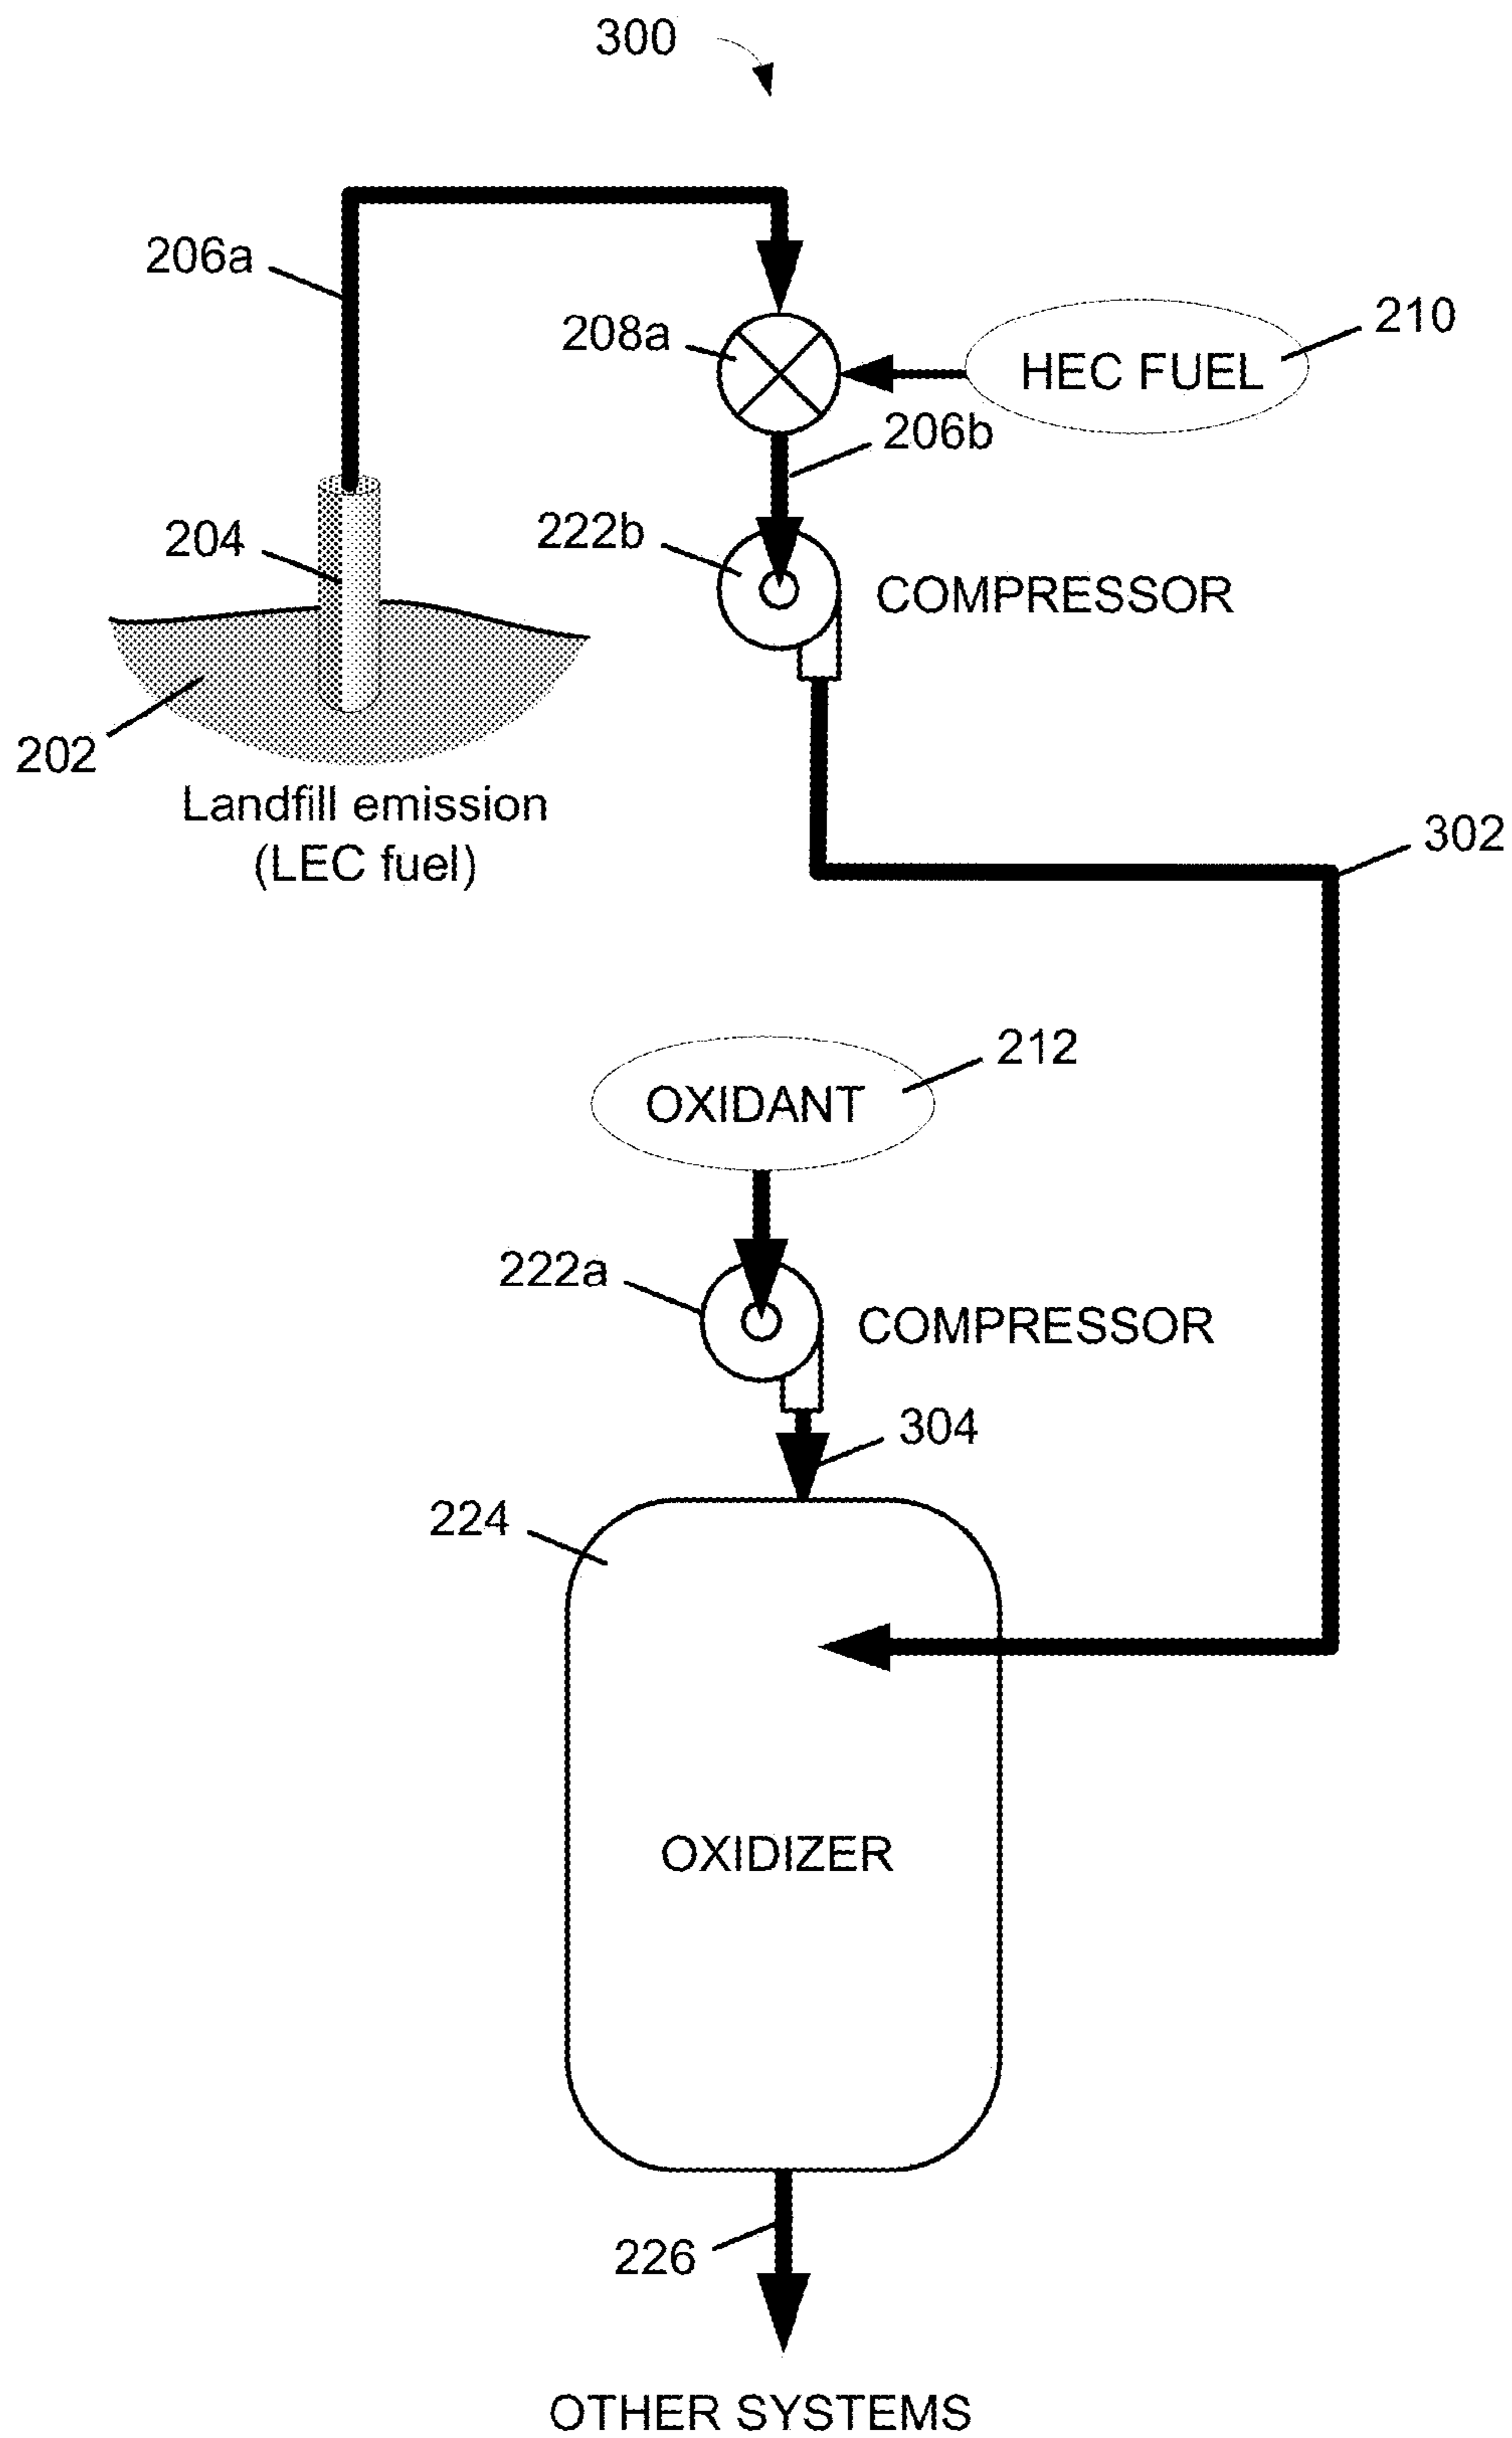 300
206a
208a
210
HEC FUEL
206b
204
222b
COMPRESSOR
202
Landfill emission
(LEC fuel)
302
212
OXIDANT
222a
COMPRESSOR
304
224
OXIDIZER
226
OTHER SYSTEMS